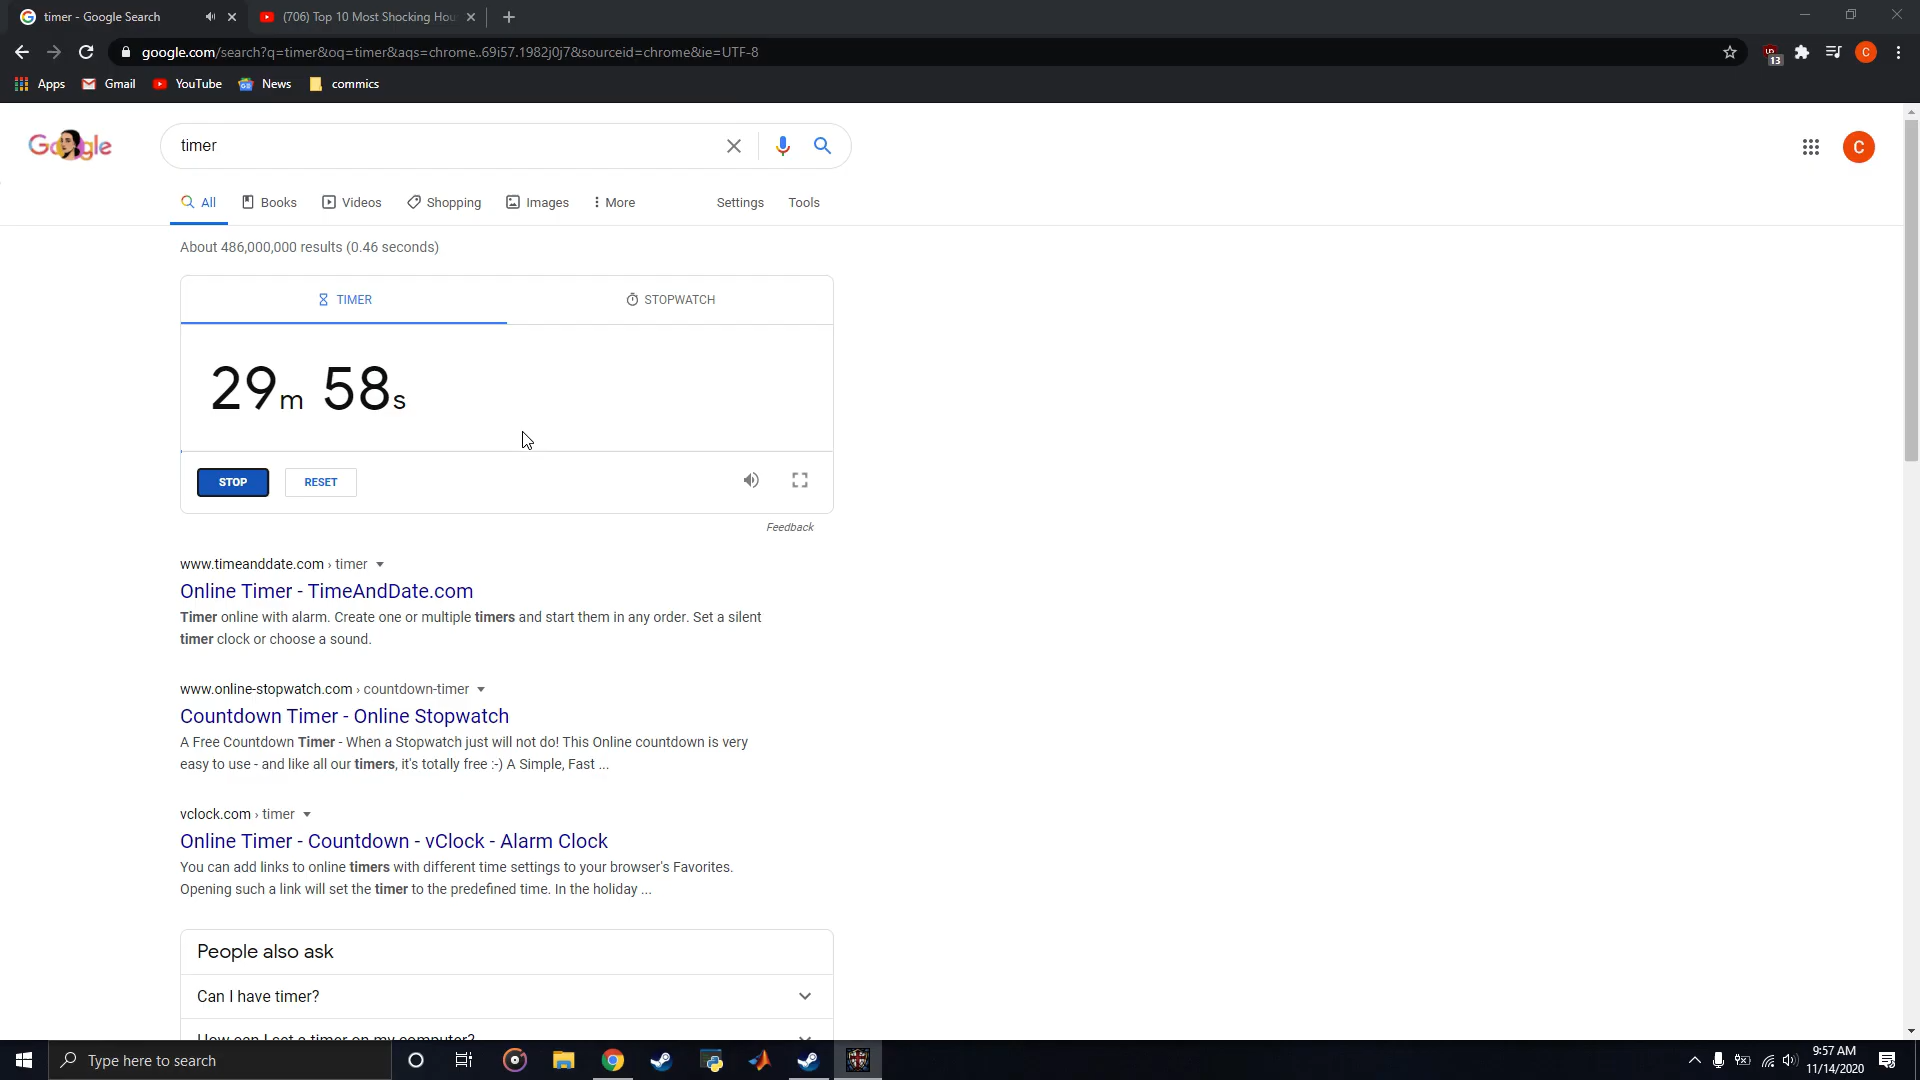 timer - Google Search
(706) Top 10 Most Shocking Hou
google.com/search?q=timer&oq=timer&aqs=chrome..69i57.1982j0j7&sourceid=chrome&ie=UTF-8
13
C
Apps
Gmail
YouTube
News
commics
Google
timer
C
All
Books
Videos
Shopping
Images
More
Settings
Tools
About 486,000,000 results (0.46 seconds)
TIMER
STOPWATCH
29m 58s
STOP
RESET
Feedback
www.timeanddate.com › timer
Online Timer - TimeAndDate.com
Timer online with alarm. Create one or multiple timers and start them in any order. Set a silent
timer clock or choose a sound.
www.online-stopwatch.com › countdown-timer
Countdown Timer - Online Stopwatch
A Free Countdown Timer - When a Stopwatch just will not do! This Online countdown is very
easy to use - and like all our timers, it's totally free :-) A Simple, Fast ...
vclock.com › timer
Online Timer - Countdown - vClock - Alarm Clock
You can add links to online timers with different time settings to your browser's Favorites.
Opening such a link will set the timer to the predefined time. In the holiday ...
People also ask
Can I have timer?
How can I set a timer on my computer?
Type here to search
9:57 AM
11/14/2020